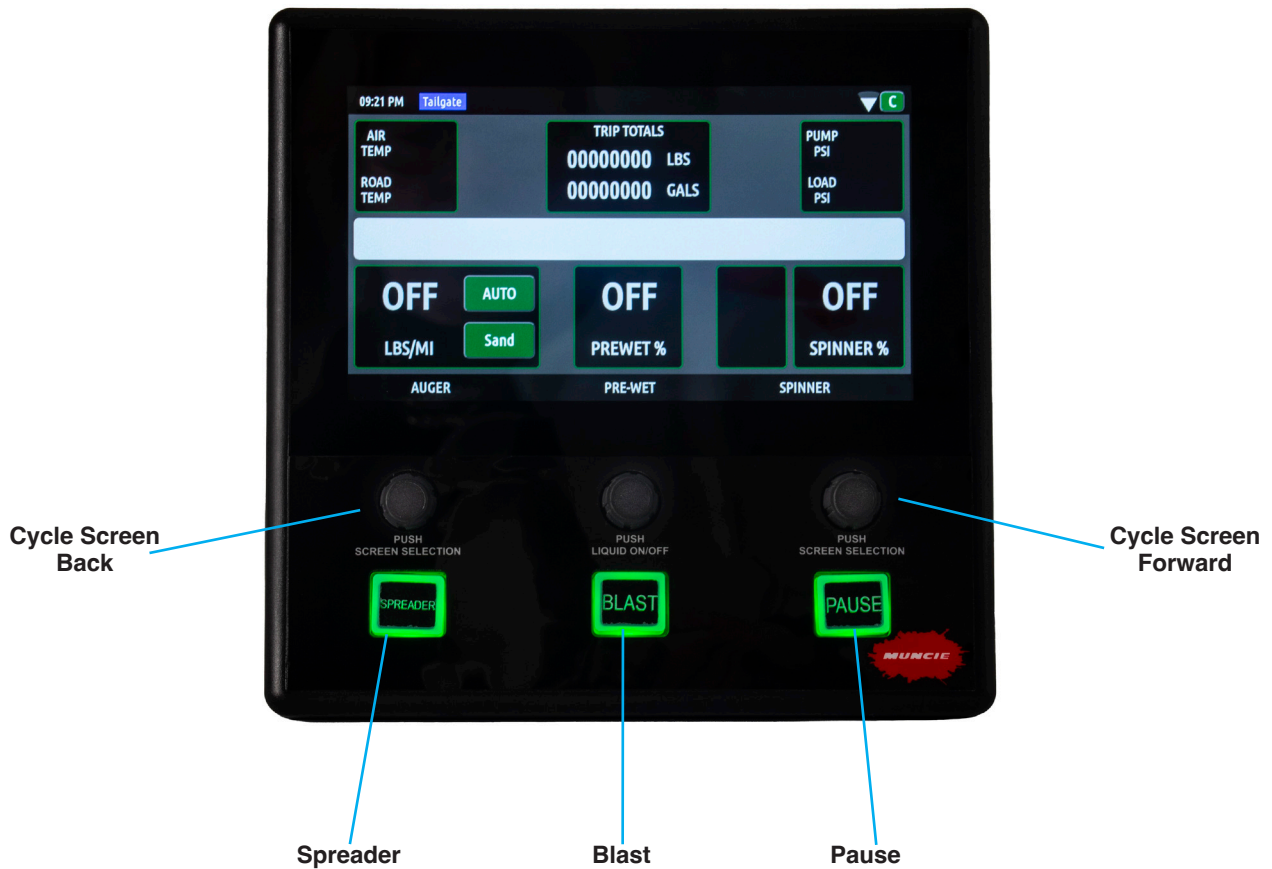 09:21 PM Tailgate
C
AIR
TEMP
ROAD
TEMP
TRIP TOTALS
00000000 LBS
00000000 GALS
PUMP
PSI
LOAD
PSI
OFF
LBS/MI
AUTO
Sand
OFF
PREWET %
OFF
SPINNER %
AUGER
PRE-WET
SPINNER
Cycle Screen
Back
PUSH
SCREEN SELECTION
PUSH
LIQUID ON/OFF
PUSH
SCREEN SELECTION
Cycle Screen
Forward
SPREADER
BLAST
PAUSE
MUNCIE
Spreader
Blast
Pause